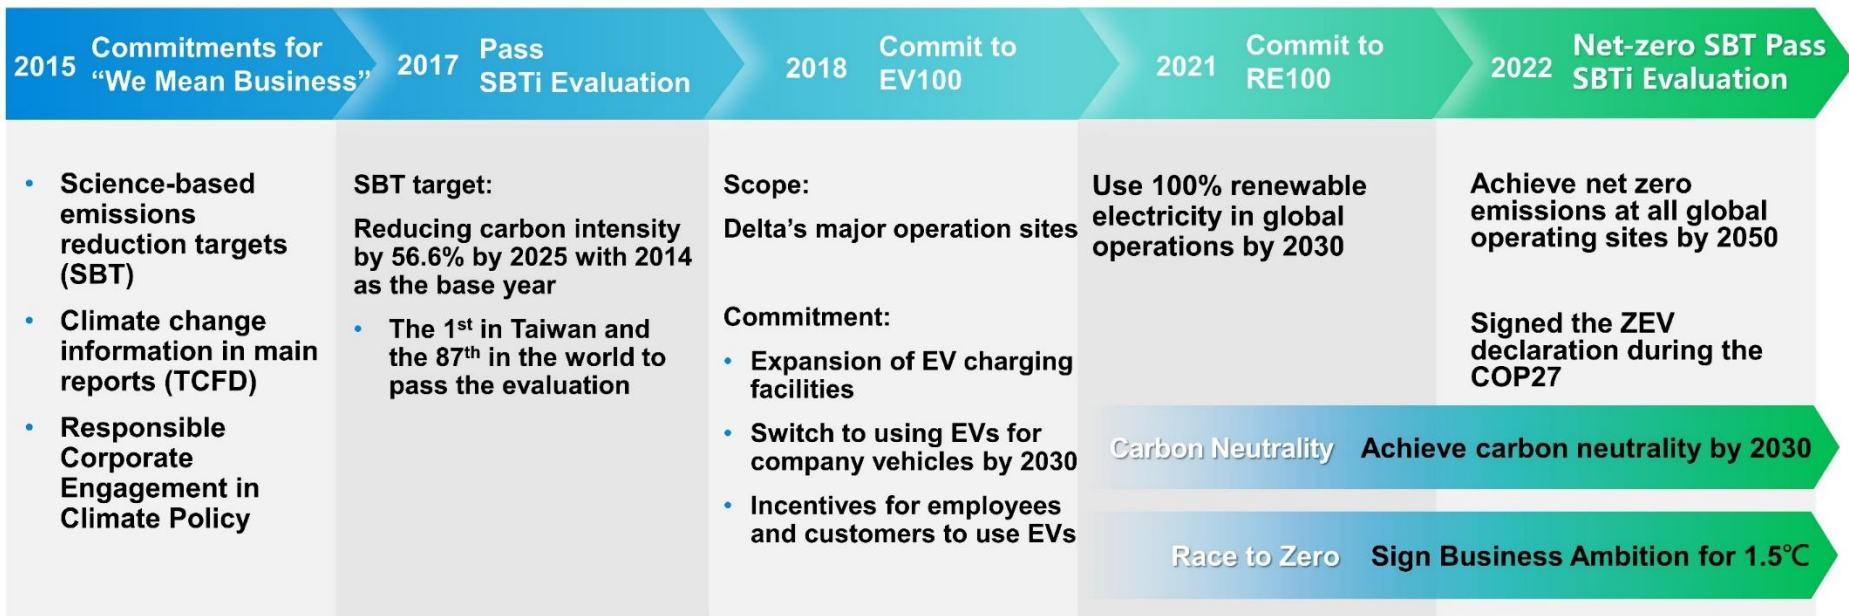 2015 Commitments for
“We Mean Business”
2017 Pass
SBTi Evaluation
2018 Commit to
EV100
2021 Commit to
RE100
2022 Net-zero SBT Pass
SBTi Evaluation
• Science-based
emissions
reduction targets
(SBT)
• Climate change
information in main
reports (TCFD)
• Responsible
Corporate
Engagement in
Climate Policy
SBT target:
Reducing carbon intensity
by 56.6% by 2025 with 2014
as the base year
• The 1st in Taiwan and
the 87th in the world to
pass the evaluation
Scope:
Delta’s major operation sites
Commitment:
• Expansion of EV charging
facilities
• Switch to using EVs for
company vehicles by 2030
• Incentives for employees
and customers to use EVs
Use 100% renewable
electricity in global
operations by 2030
Achieve net zero
emissions at all global
operating sites by 2050
Signed the ZEV
declaration during the
COP27
Carbon Neutrality Achieve carbon neutrality by 2030
Race to Zero Sign Business Ambition for 1.5℃